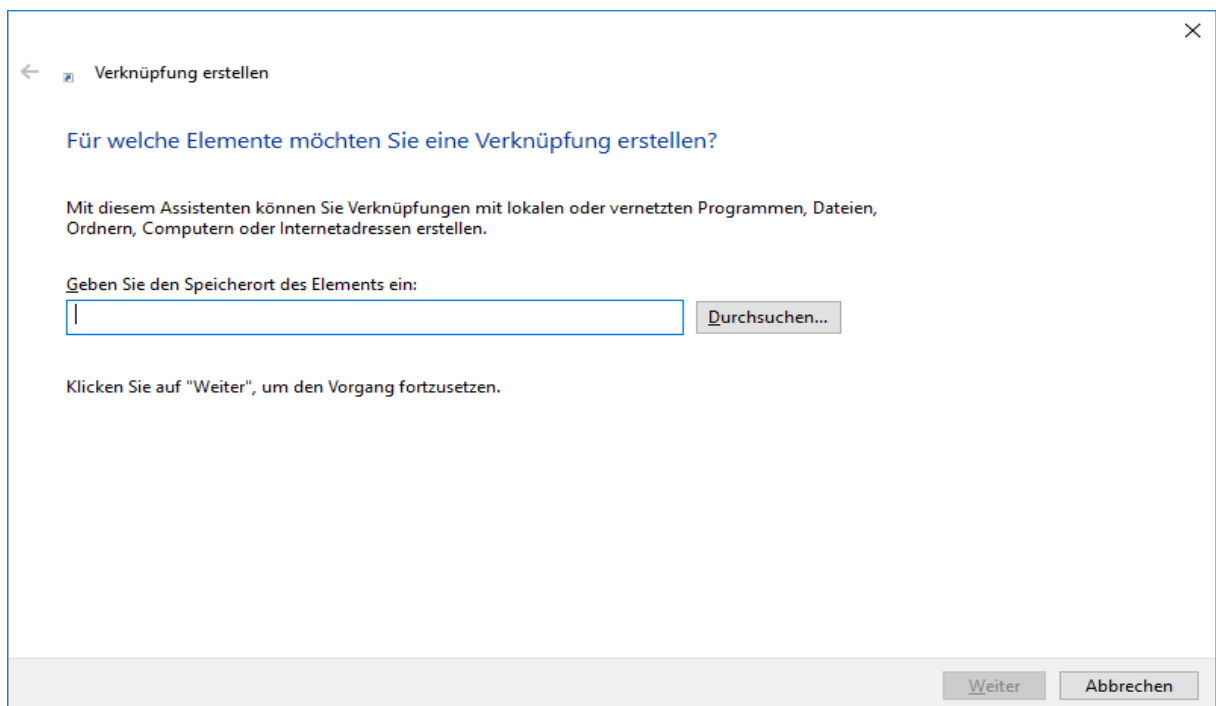 Verknüpfung erstellen
Für welche Elemente möchten Sie eine Verknüpfung erstellen?
Mit diesem Assistenten können Sie Verknüpfungen mit lokalen oder vernetzten Programmen, Dateien,
Ordnern, Computern oder Internetadressen erstellen.
Geben Sie den Speicherort des Elements ein:
Durchsuchen...
Klicken Sie auf "Weiter", um den Vorgang fortzusetzen.
Weiter Abbrechen